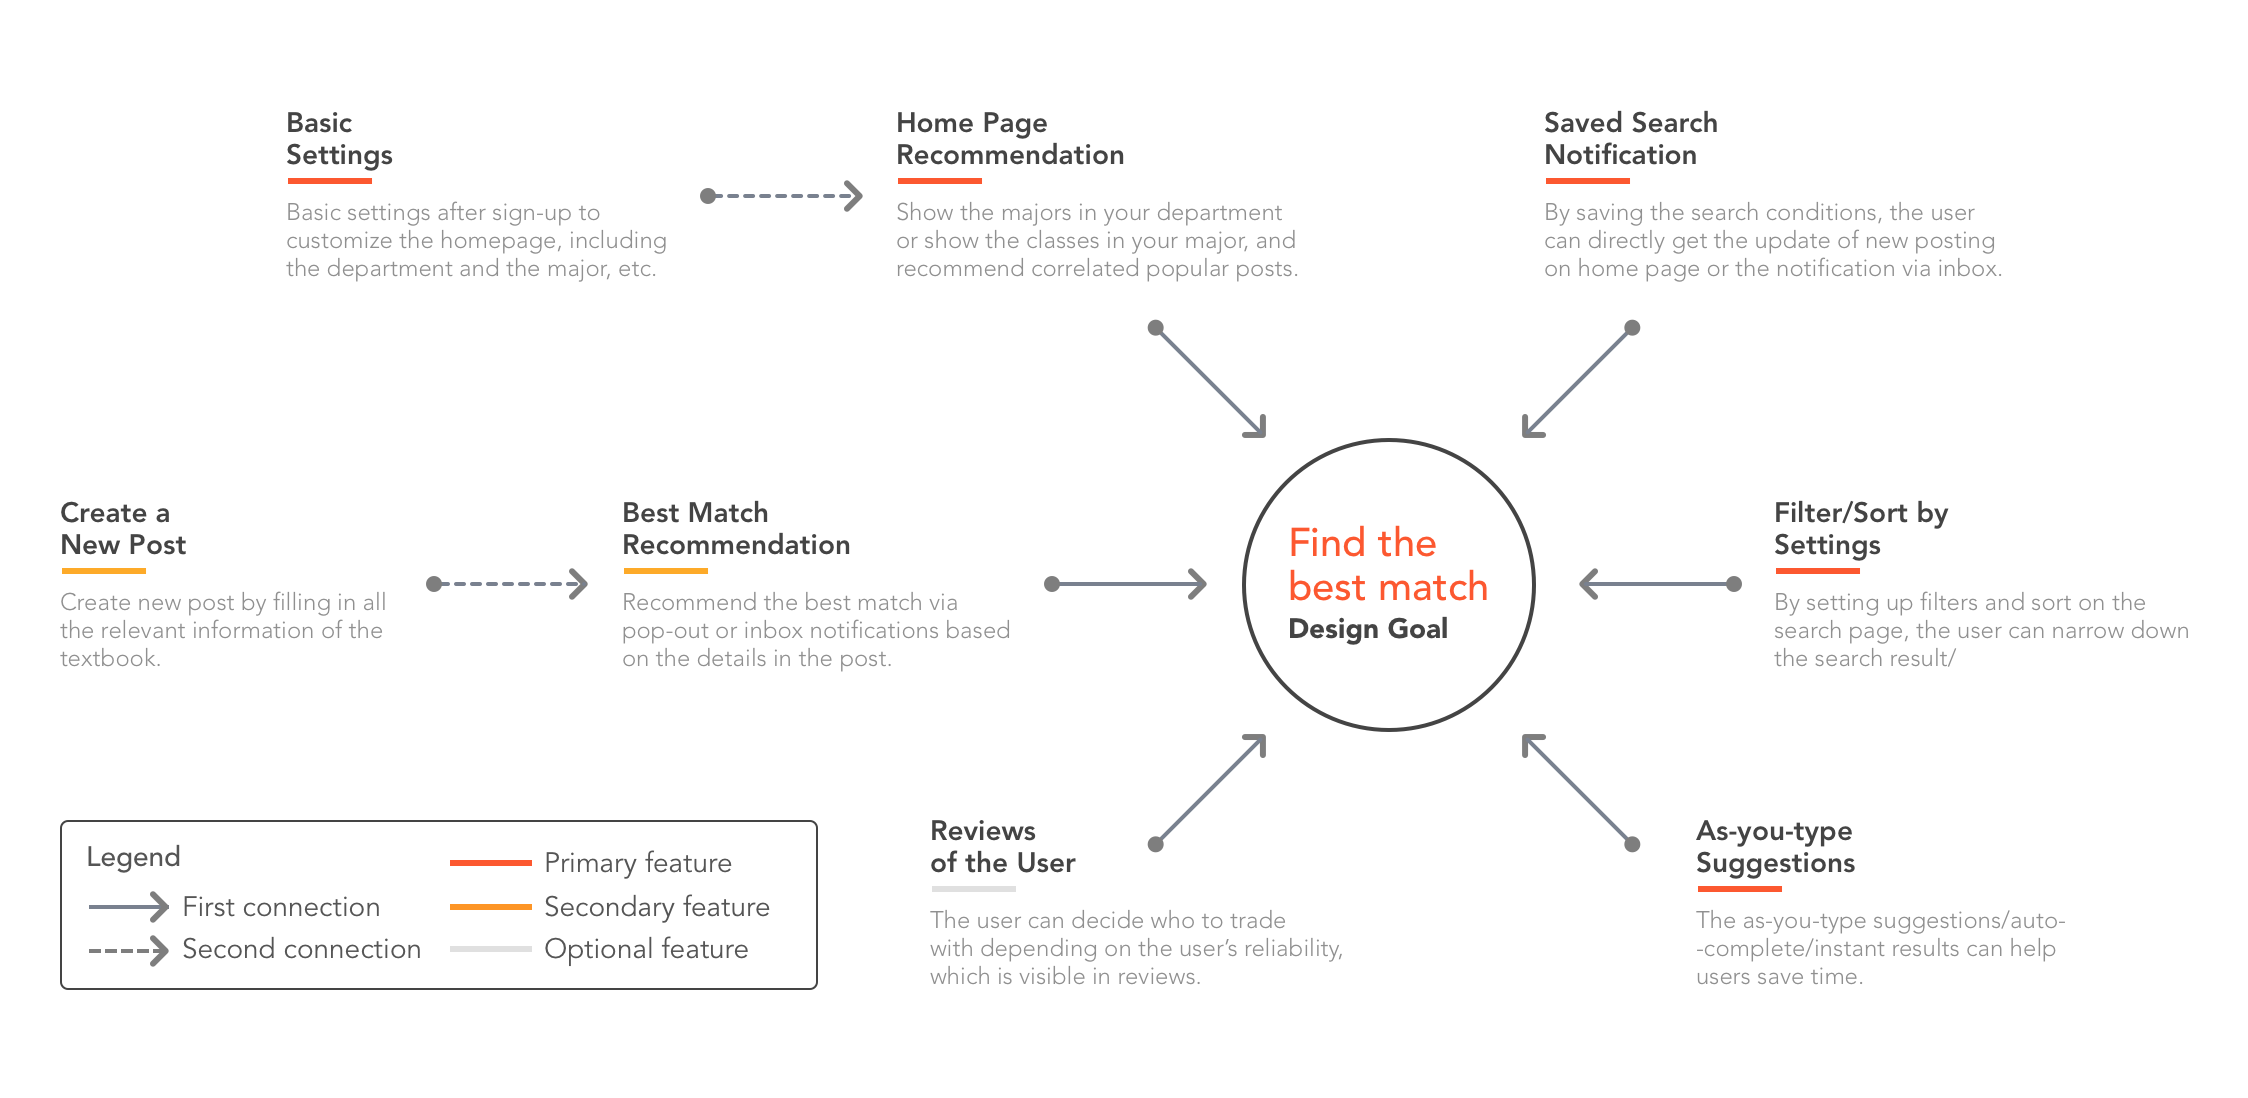 Basic
Settings
Basic settings after sign-up to
customize the homepage, including
the department and the major, etc.
Home Page
Recommendation
Show the majors in your department
or show the classes in your major, and
recommend correlated popular posts.
Saved Search
Notification
By saving the search conditions, the user
can directly get the update of new posting
on home page or the notification via inbox.
Create a
New Post
Create new post by filling in all
the relevant information of the
textbook.
Best Match
Recommendation
Recommend the best match via
pop-out or inbox notifications based
on the details in the post.
Find the
best match
Design Goal
Filter/Sort by
Settings
By setting up filters and sort on the
search page, the user can narrow down
the search result/
Legend
First connection
Second connection
Primary feature
Secondary feature
Optional feature
Reviews
of the User
The user can decide who to trade
with depending on the user’s reliability,
which is visible in reviews.
As-you-type
Suggestions
The as-you-type suggestions/auto-
-complete/instant results can help
users save time.